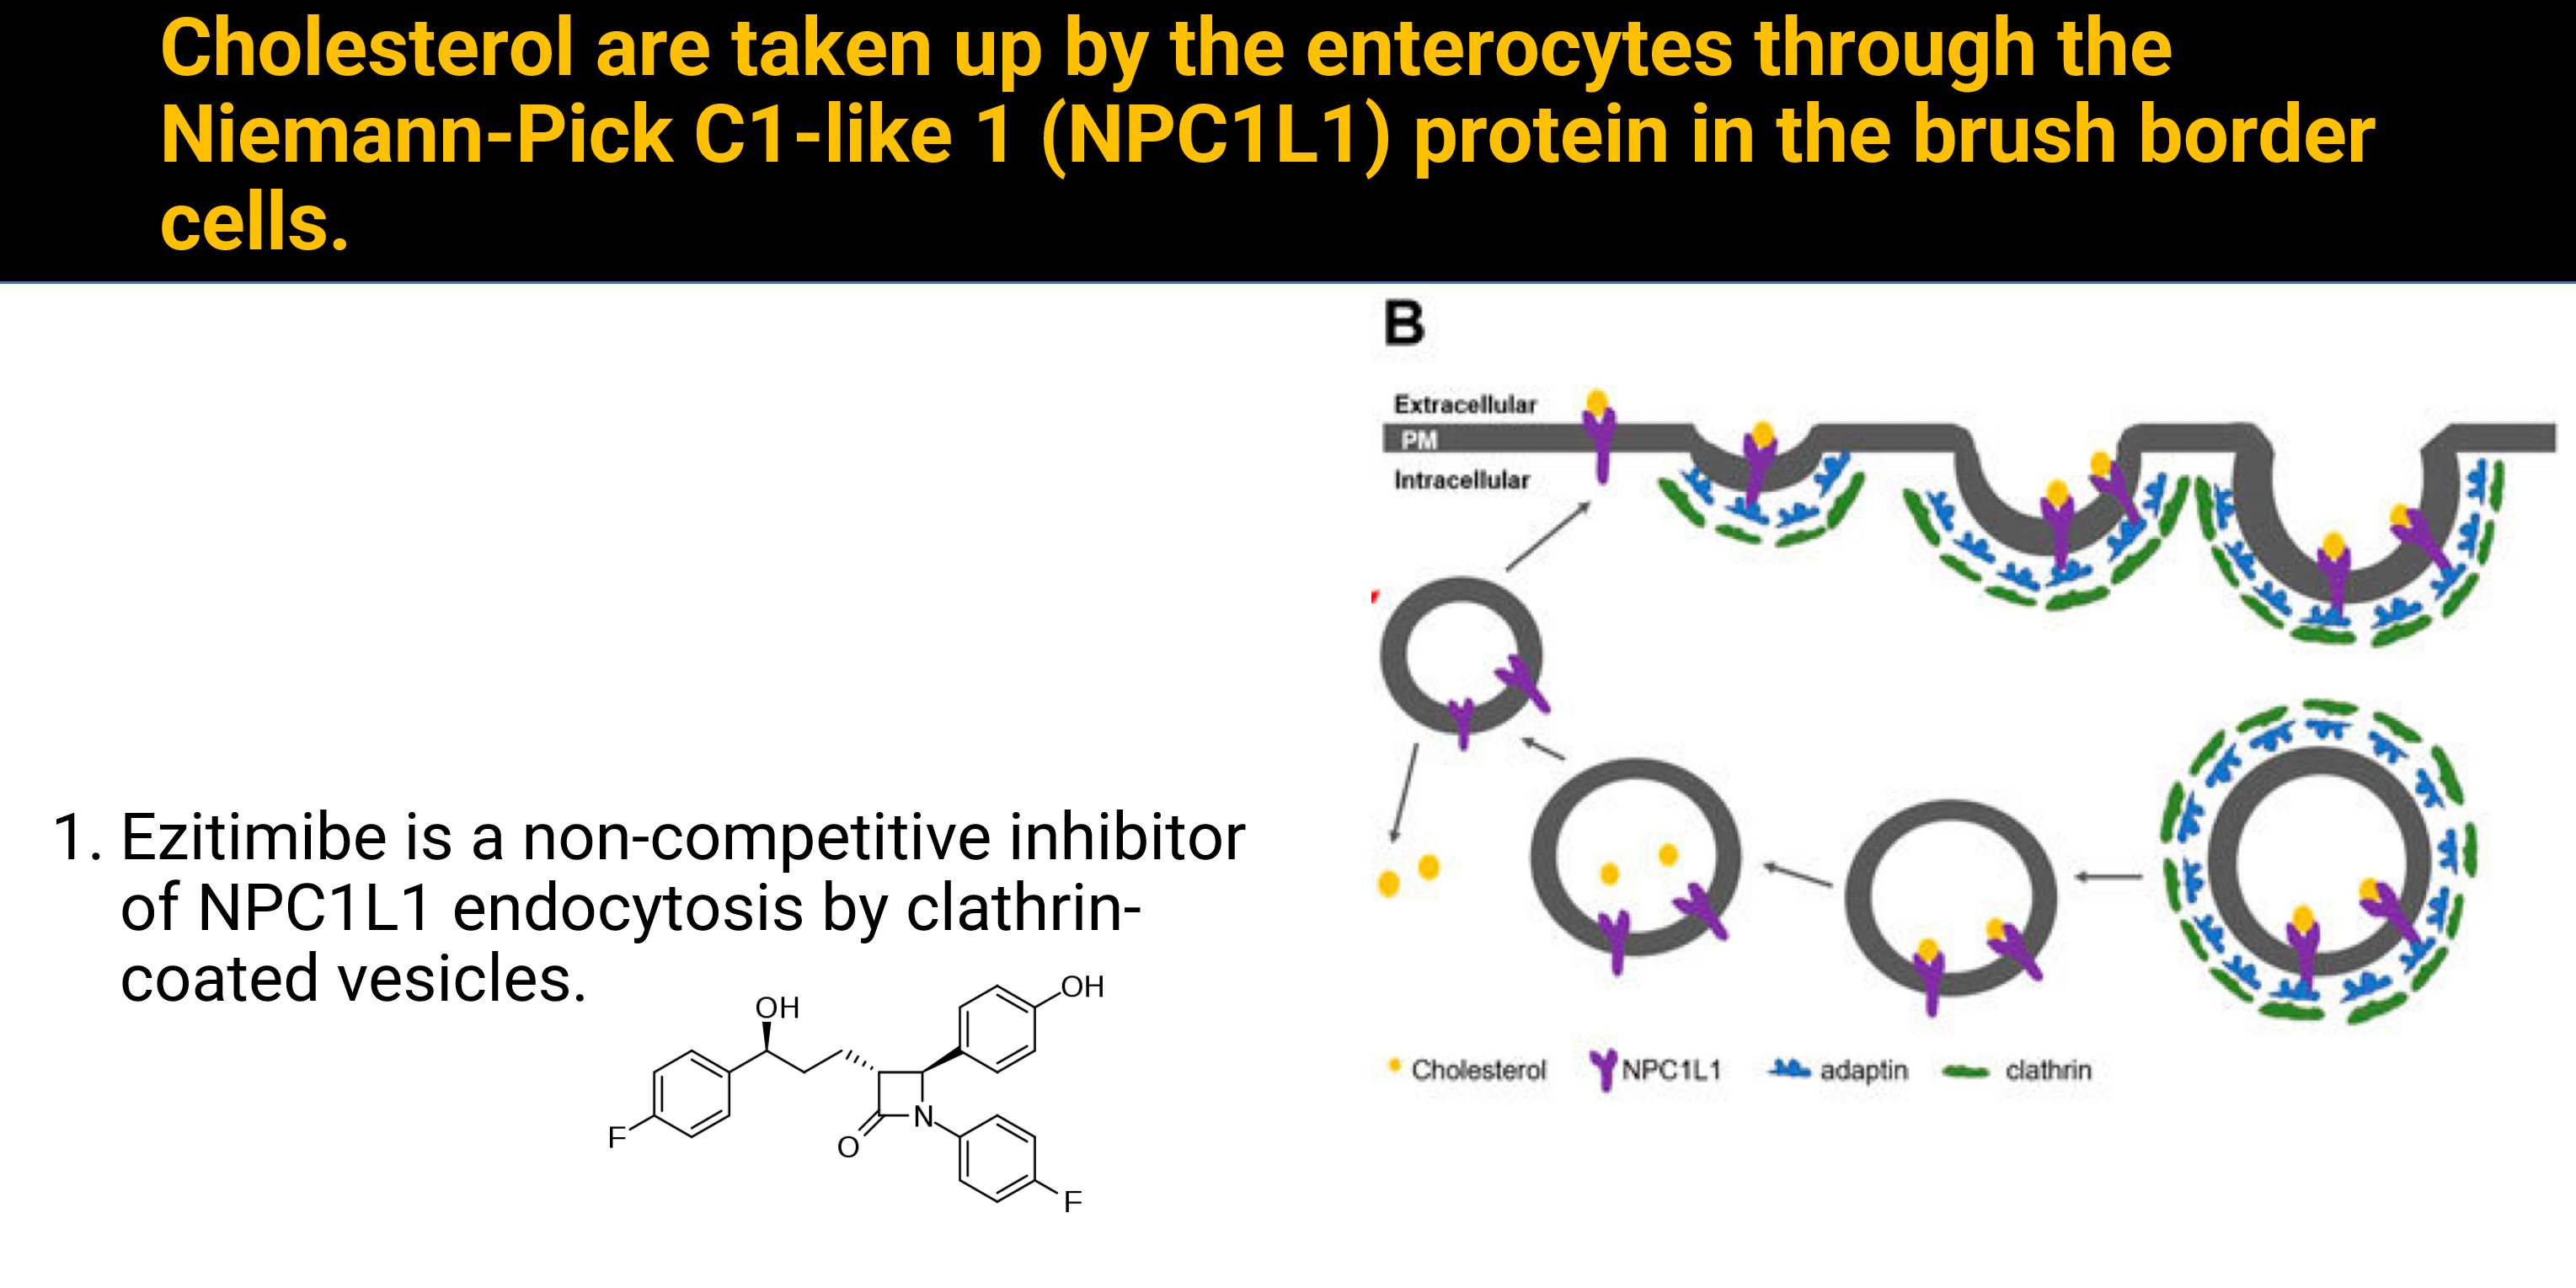 Cholesterol are taken up by the enterocytes through the
Niemann-Pick C1-like 1 (NPC1L1) protein in the brush border
cells.
1. Ezitimibe is a non-competitive inhibitor
of NPC1L1 endocytosis by clathrin-
coated vesicles.
OH
OH
F
O
N
F
B
Extracellular
PM
Intracellular
Cholesterol
NPC1L1
adaptin
clathrin